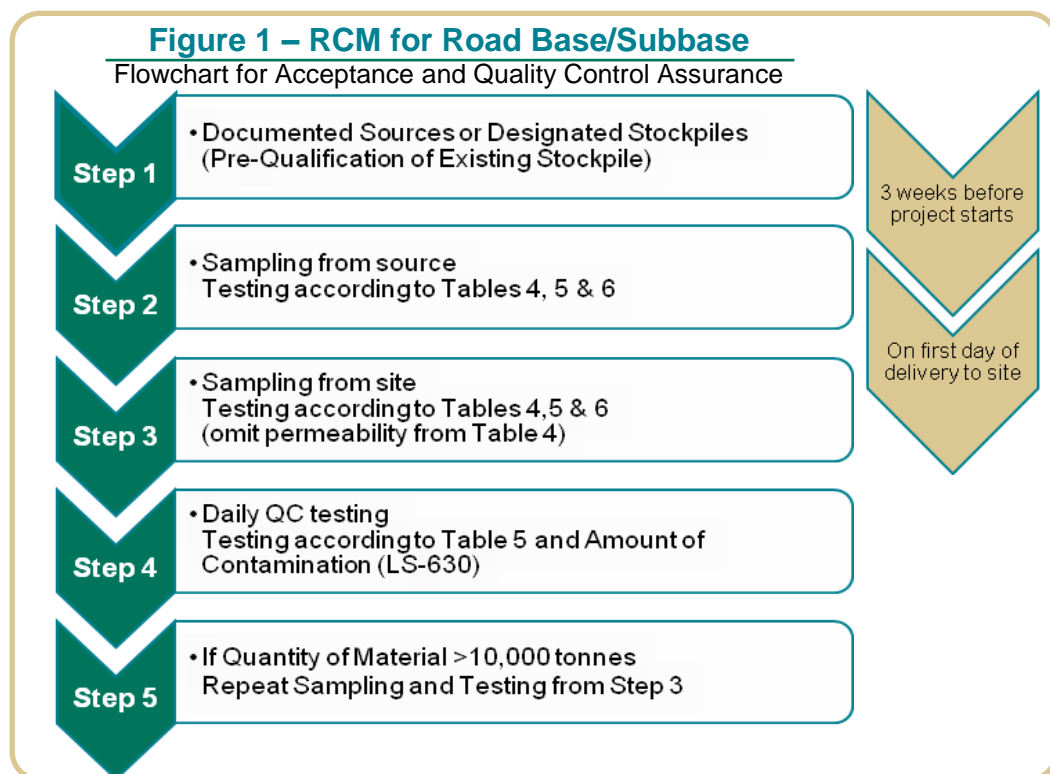 Figure 1 – RCM for Road Base/Subbase
Flowchart for Acceptance and Quality Control Assurance
Step 1
• Documented Sources or Designated Stockpiles
(Pre-Qualification of Existing Stockpile)
3 weeks before
project starts
Step 2
• Sampling from source
Testing according to Tables 4, 5 & 6
On first day of
delivery to site
Step 3
• Sampling from site
Testing according to Tables 4,5 & 6
(omit permeability from Table 4)
Step 4
• Daily QC testing
Testing according to Table 5 and Amount of
Contamination (LS-630)
Step 5
• If Quantity of Material >10,000 tonnes
Repeat Sampling and Testing from Step 3